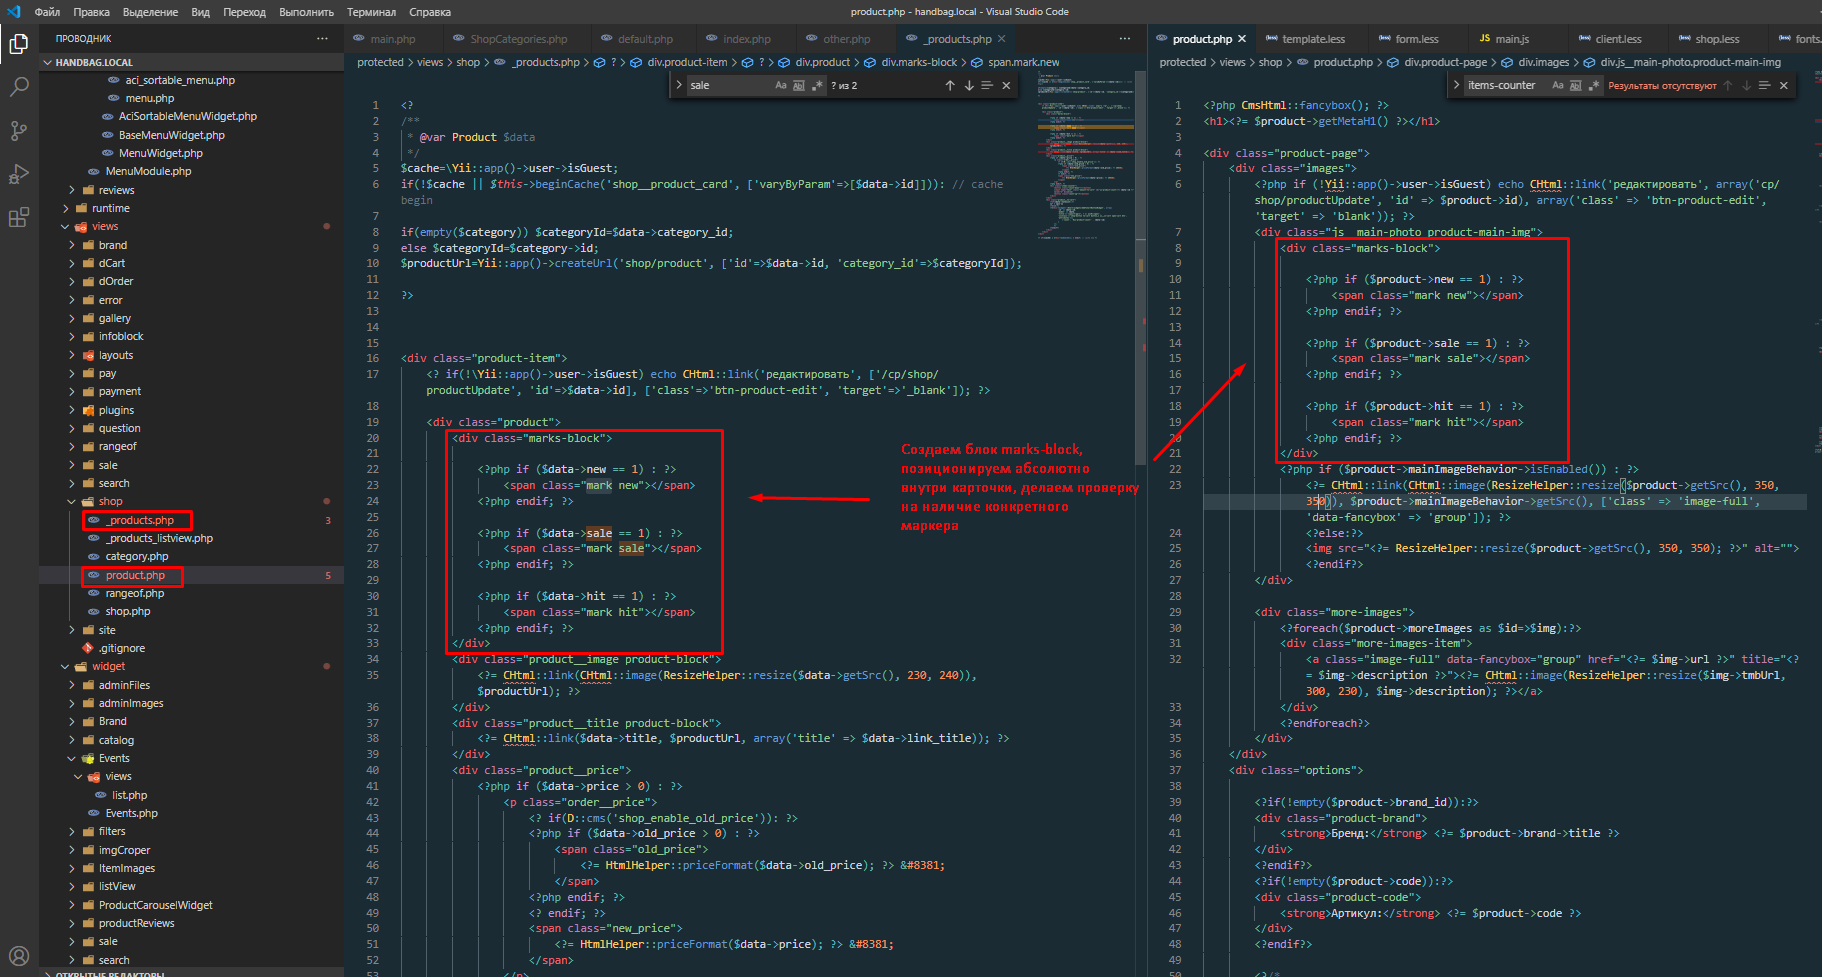 Файл Правка Выделение Вид Переход Выполнить Терминал Справка
product.php - handbag.local - Visual Studio Code
ПРОВОДНИК
HANDBAG.LOCAL
aci_sortable_menu.php
menu.php
AciSortableMenuWidget.php
BaseMenuWidget.php
MenuWidget.php
MenuModule.php
reviews
runtime
views
brand
dCart
dOrder
error
gallery
infoblock
layouts
pay
payment
plugins
question
rangeof
sale
search
shop
_products.php 3
_products_listview.php
category.php
product.php 5
rangeof.php
shop.php
site
.gitignore
widget
adminFiles
adminImages
Brand
catalog
Events
views
list.php
Events.php
filters
imgCroper
ItemImages
listView
ProductCarouselWidget
productReviews
sale
search
ОТКРЫТЫЕ РЕДАКТОРЫ
main.php ShopCategories.php default.php index.php other.php _products.php
protected > views > shop > _products.php > ? > div.product-item > ? > div.product > div.marks-block > span.mark.new
sale Aa ? из 2
1 <?
2 /**
3 * @var Product $data
4 */
5 $cache=\Yii::app()->user->isGuest;
6 if(!$cache || $this->beginCache('shop__product_card', ['varyByParam'=>[$data->id]])): // cache
begin
7
8 if(empty($category)) $categoryId=$data->category_id;
9 else $categoryId=$category->id;
10 $productUrl=Yii::app()->createUrl('shop/product', ['id'=>$data->id, 'category_id'=>$categoryId]);
11
12 ?>
13
14
15
16 <div class="product-item">
17 <? if(!\Yii::app()->user->isGuest) echo CHtml::link('редактировать', ['/cp/shop/
productUpdate', 'id'=>$data->id], ['class'=>'btn-product-edit', 'target'=>'_blank']); ?>
18
19 <div class="product">
20 <div class="marks-block">
21
22 <?php if ($data->new == 1) : ?>
23 <span class="mark new"></span>
24 <?php endif; ?>
25
26 <?php if ($data->sale == 1) : ?>
27 <span class="mark sale"></span>
28 <?php endif; ?>
29
30 <?php if ($data->hit == 1) : ?>
31 <span class="mark hit"></span>
32 <?php endif; ?>
33 </div>
34 <div class="product__image product-block">
35 <?= CHtml::link(CHtml::image(ResizeHelper::resize($data->getSrc(), 230, 240)),
$productUrl); ?>
36 </div>
37 <div class="product__title product-block">
38 <?= CHtml::link($data->title, $productUrl, array('title' => $data->link_title)); ?>
39 </div>
40 <div class="product__price">
41 <?php if ($data->price > 0) : ?>
42 <p class="order__price">
43 <? if(D::cms('shop_enable_old_price')): ?>
44 <?php if ($data->old_price > 0) : ?>
45 <span class="old_price">
46 <?= HtmlHelper::priceFormat($data->old_price); ?> &#8381;
47 </span>
48 <?php endif; ?>
49 <? endif; ?>
50 <span class="new_price">
51 <?= HtmlHelper::priceFormat($data->price); ?> &#8381;
52 </span>
53 </p>
Создаем блок marks-block,
позиционируем абсолютно
внутри карточки, делаем проверку
на наличие конкретного
маркера
product.php template.less form.less main.js client.less shop.less fonts.
protected > views > shop > product.php > div.product-page > div.images > div.js__main-photo.product-main-img
items-counter Aa Результаты отсутствуют
1 <?php CmsHtml::fancybox(); ?>
2 <h1><?= $product->getMetaH1() ?></h1>
3
4 <div class="product-page">
5 <div class="images">
6 <?php if (!Yii::app()->user->isGuest) echo CHtml::link('редактировать', array('cp/
shop/productUpdate', 'id' => $product->id), array('class' => 'btn-product-edit',
'target' => 'blank')); ?>
7 <div class="js__main-photo product-main-img">
8 <div class="marks-block">
9
10 <?php if ($product->new == 1) : ?>
11 <span class="mark new"></span>
12 <?php endif; ?>
13
14 <?php if ($product->sale == 1) : ?>
15 <span class="mark sale"></span>
16 <?php endif; ?>
17
18 <?php if ($product->hit == 1) : ?>
19 <span class="mark hit"></span>
20 <?php endif; ?>
21 </div>
22 <?php if ($product->mainImageBehavior->isEnabled()) : ?>
23 <?= CHtml::link(CHtml::image(ResizeHelper::resize($product->getSrc(), 350,
350)), $product->mainImageBehavior->getSrc(), ['class' => 'image-full',
'data-fancybox' => 'group']); ?>
24 <?else:?>
25 <img src="<?= ResizeHelper::resize($product->getSrc(), 350, 350); ?>" alt="">
26 <?endif?>
27 </div>
28
29 <div class="more-images">
30 <?foreach($product->moreImages as $id=>$img):?>
31 <div class="more-images-item">
32 <a class="image-full" data-fancybox="group" href="<?= $img->url ?>" title="<?
= $img->description ?>"><?= CHtml::image(ResizeHelper::resize($img->tmbUrl,
300, 230), $img->description); ?></a>
33 </div>
34 <?endforeach?>
35 </div>
36 </div>
37 <div class="options">
38
39 <?if(!empty($product->brand_id)):?>
40 <div class="product-brand">
41 <strong>Бренд:</strong> <?= $product->brand->title ?>
42 </div>
43 <?endif?>
44 <?if(!empty($product->code)):?>
45 <div class="product-code">
46 <strong>Артикул:</strong> <?= $product->code ?>
47 </div>
48 <?endif?>
49
50 <?/*